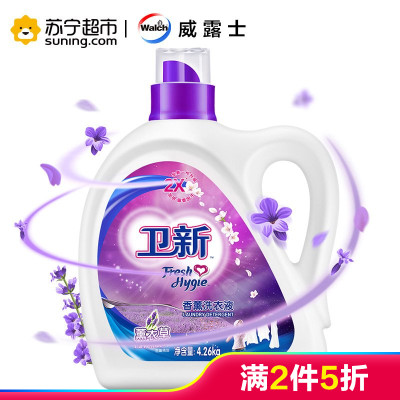 苏宁超市
suning.com
Walch
威露士
2X
卫新
Fresh
Hygie
香薰洗衣液
LAUNDRY DETERGENT
薰衣草
净含量:4.26kg
满2件5折